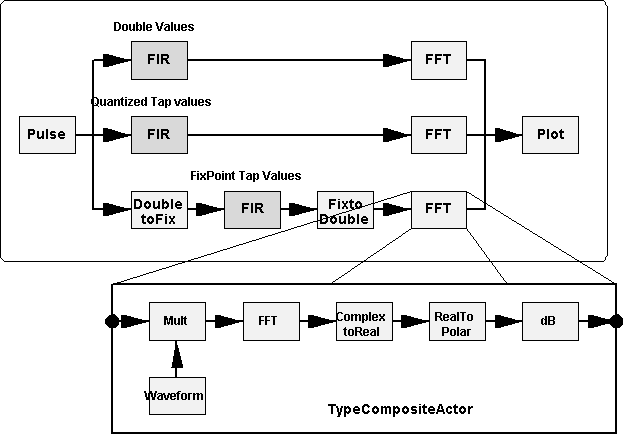 Double Values
FIR
FFT
Quantized Tap values
Pulse
FIR
FFT
Plot
FixPoint Tap Values
Double
toFix
FIR
Fixto
Double
FFT
Mult
FFT
Complex
toReal
RealTo
Polar
dB
Waveform
TypeCompositeActor